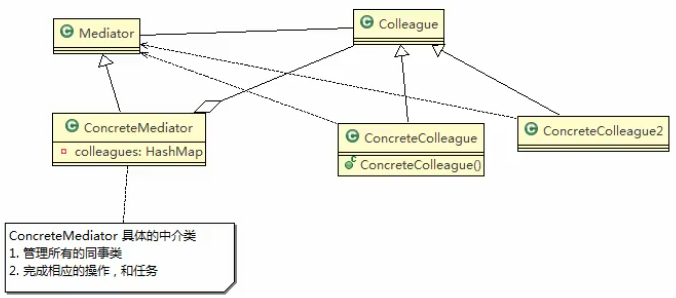 C Mediator
C Colleague
C ConcreteMediator
colleagues: HashMap
C ConcreteColleague
C ConcreteColleague()
C ConcreteColleague2
ConcreteMediator 具体的中介类
1. 管理所有的同事类
2. 完成相应的操作，和任务